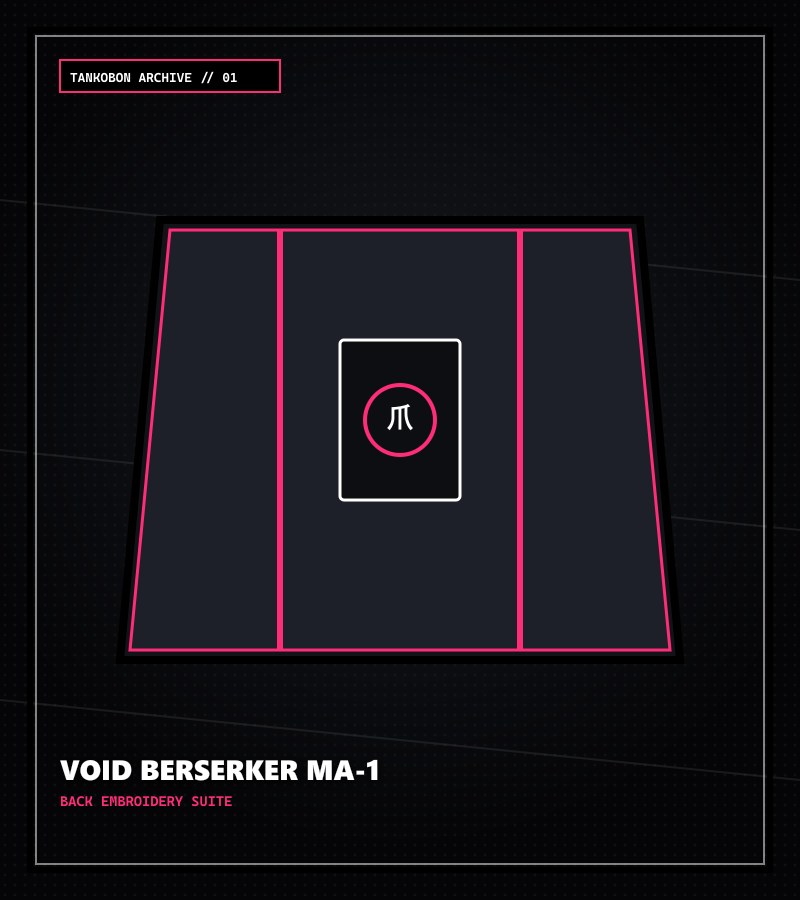 TANKOBON ARCHIVE // 01
爪
VOID BERSERKER MA-1
BACK EMBROIDERY SUITE